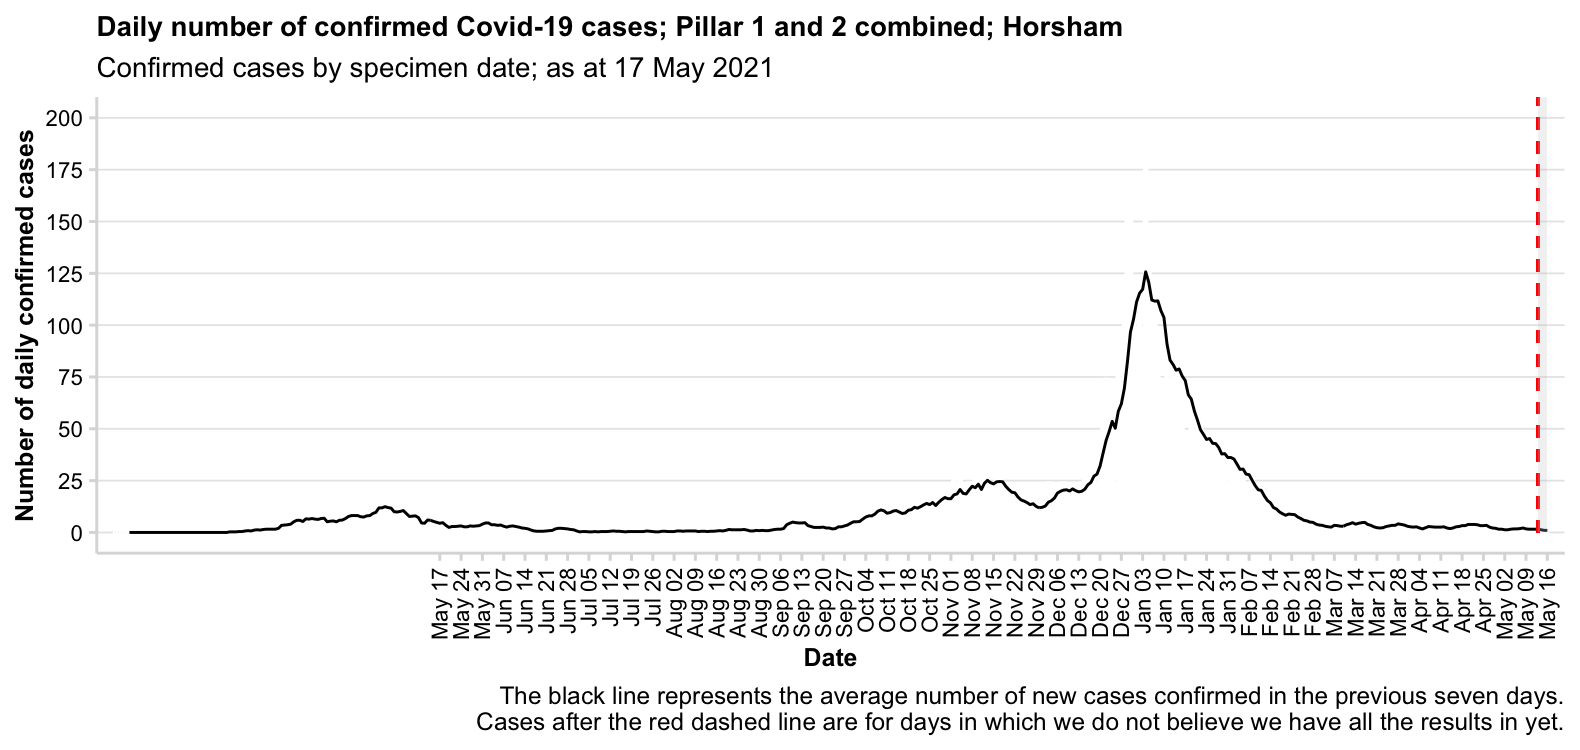 Daily number of confirmed Covid-19 cases; Pillar 1 and 2 combined; Horsham
Confirmed cases by specimen date; as at 17 May 2021
Number of daily confirmed cases
200
175
150
125
100
75
50
25
0
May 17
May 24
May 31
Jun 07
Jun 14
Jun 21
Jun 28
Jul 05
Jul 12
Jul 19
Jul 26
Aug 02
Aug 09
Aug 16
Aug 23
Aug 30
Sep 06
Sep 13
Sep 20
Sep 27
Oct 04
Oct 11
Oct 18
Oct 25
Nov 01
Nov 08
Nov 15
Nov 22
Nov 29
Dec 06
Dec 13
Dec 20
Dec 27
Jan 03
Jan 10
Jan 17
Jan 24
Jan 31
Feb 07
Feb 14
Feb 21
Feb 28
Mar 07
Mar 14
Mar 21
Mar 28
Apr 04
Apr 11
Apr 18
Apr 25
May 02
May 09
May 16
Date
The black line represents the average number of new cases confirmed in the previous seven days.
Cases after the red dashed line are for days in which we do not believe we have all the results in yet.